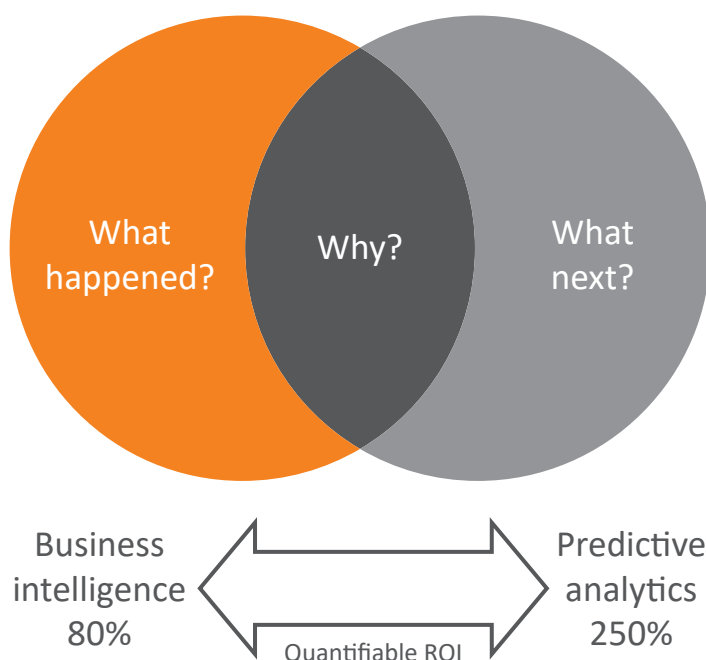 What
happened?
Why?
What
next?
Business
intelligence
80%
Quantifiable ROI
Predictive
analytics
250%